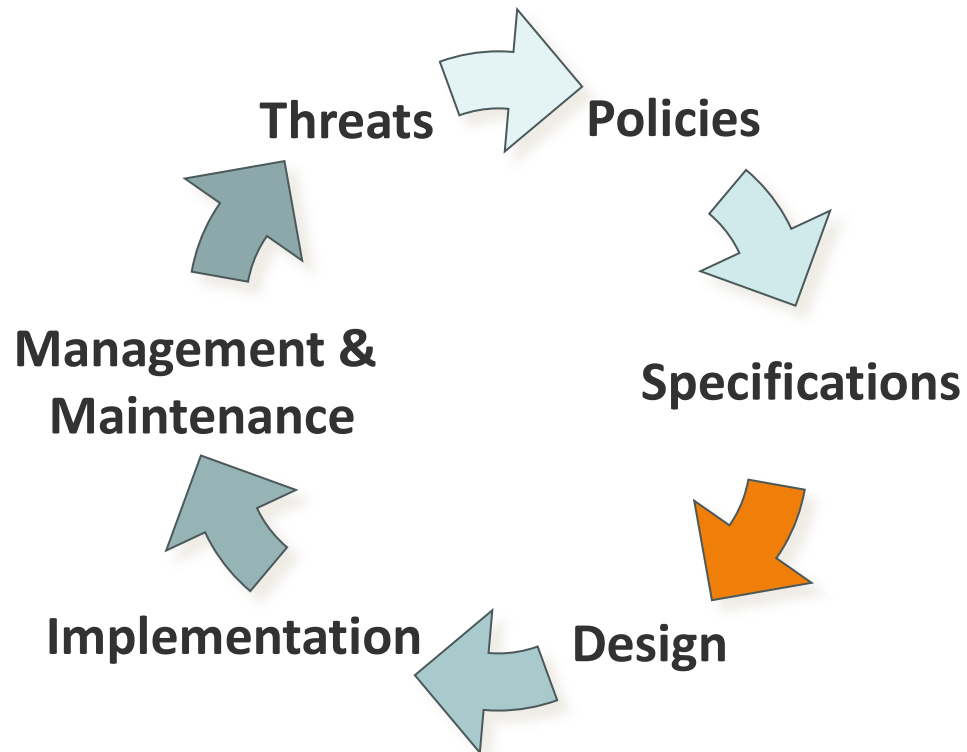 Threats
Policies
Specifications
Design
Implementation
Management &
Maintenance